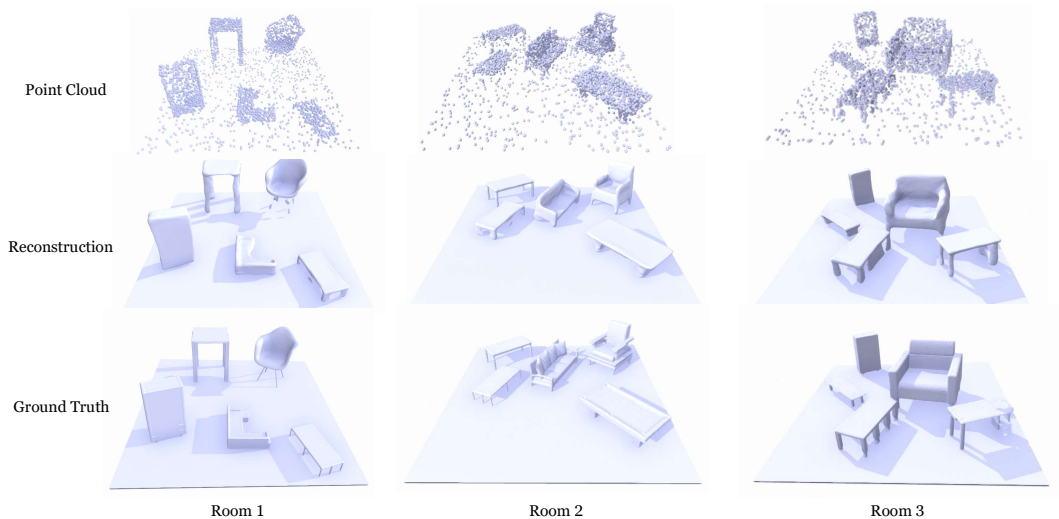 Point Cloud
Reconstruction
Ground Truth
Room 1
Room 2
Room 3